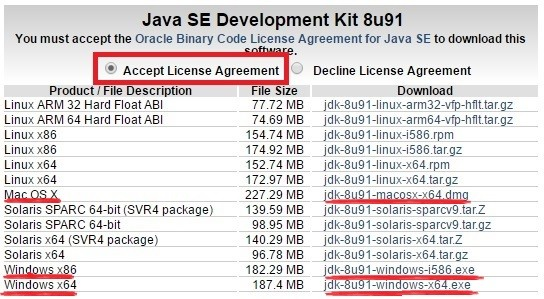 Java SE Development Kit 8u91
You must accept the Oracle Binary Code License Agreement for Java SE to download this
software.
Accept License Agreement Decline License Agreement
Product / File Description File Size Download
Linux ARM 32 Hard Float ABI 77.72 MB jdk-8u91-linux-arm32-vfp-hflt.tar.gz
Linux ARM 64 Hard Float ABI 74.69 MB jdk-8u91-linux-arm64-vfp-hflt.tar.gz
Linux x86 154.74 MB jdk-8u91-linux-i586.rpm
Linux x86 174.92 MB jdk-8u91-linux-i586.tar.gz
Linux x64 152.74 MB jdk-8u91-linux-x64.rpm
Linux x64 172.97 MB jdk-8u91-linux-x64.tar.gz
Mac OS X 227.29 MB jdk-8u91-macosx-x64.dmg
Solaris SPARC 64-bit (SVR4 package) 139.59 MB jdk-8u91-solaris-sparcv9.tar.Z
Solaris SPARC 64-bit 98.95 MB jdk-8u91-solaris-sparcv9.tar.gz
Solaris x64 (SVR4 package) 140.29 MB jdk-8u91-solaris-x64.tar.Z
Solaris x64 96.78 MB jdk-8u91-solaris-x64.tar.gz
Windows x86 182.29 MB jdk-8u91-windows-i586.exe
Windows x64 187.4 MB jdk-8u91-windows-x64.exe